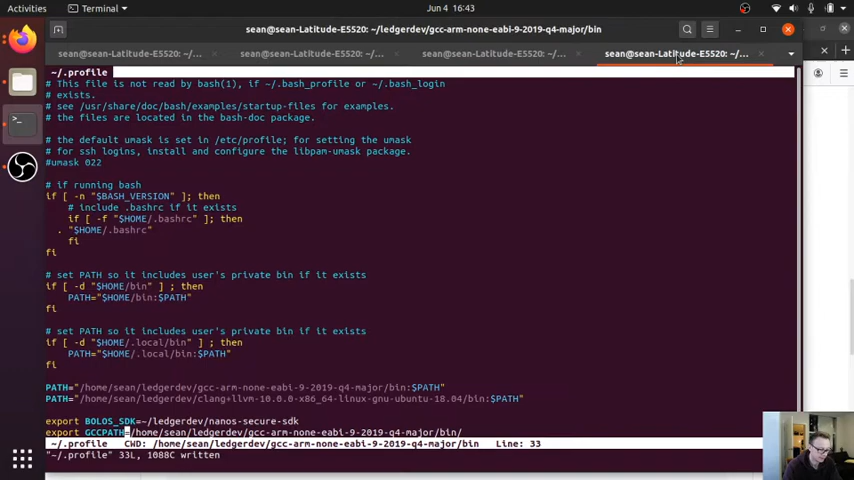 Activities
Terminal
Jun 4 16:43
sean@sean-Latitude-E5520: ~/ledgerdev/gcc-arm-none-eabi-9-2019-q4-major/bin
sean@sean-Latitude-E5520: ~/...
sean@sean-Latitude-E5520: ~/...
sean@sean-Latitude-E5520: ~/...
sean@sean-Latitude-E5520: ~/...
~/.profile
# This file is not read by bash(1), if ~/.bash_profile or ~/.bash_login
# exists.
# see /usr/share/doc/bash/examples/startup-files for examples.
# the files are located in the bash-doc package.
# the default umask is set in /etc/profile; for setting the umask
# for ssh logins, install and configure the libpam-umask package.
#umask 022
# if running bash
if [ -n "$BASH_VERSION" ]; then
# include .bashrc if it exists
if [ -f "$HOME/.bashrc" ]; then
. "$HOME/.bashrc"
fi
fi
# set PATH so it includes user's private bin if it exists
if [ -d "$HOME/bin" ] ; then
PATH="$HOME/bin:$PATH"
fi
# set PATH so it includes user's private bin if it exists
if [ -d "$HOME/.local/bin" ] ; then
PATH="$HOME/.local/bin:$PATH"
fi
PATH="/home/sean/ledgerdev/gcc-arm-none-eabi-9-2019-q4-major/bin:$PATH"
PATH="/home/sean/ledgerdev/clang+llvm-10.0.0-x86_64-linux-gnu-ubuntu-18.04/bin:$PATH"
export BOLOS_SDK=~/ledgerdev/nanos-secure-sdk
export GCCPATH=/home/sean/ledgerdev/gcc-arm-none-eabi-9-2019-q4-major/bin/
~/.profile CWD: /home/sean/ledgerdev/gcc-arm-none-eabi-9-2019-q4-major/bin Line: 33
"~/.profile" 33L, 1088C written